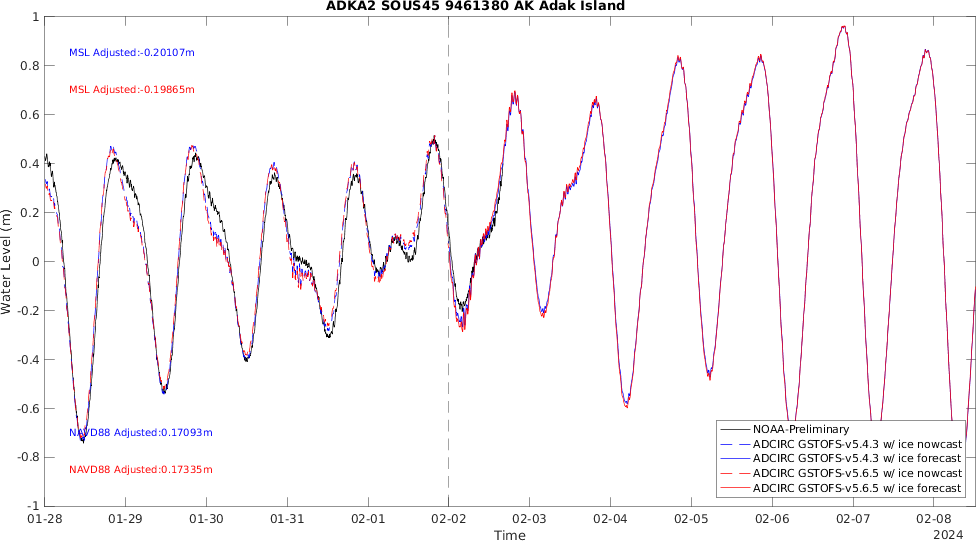 ADKA2 SOUS45 9461380 AK Adak Island
MSL Adjusted:-0.20107m
MSL Adjusted:-0.19865m
NAVD88 Adjusted:0.17093m
NAVD88 Adjusted:0.17335m
Water Level (m)
1
0.8
0.6
0.4
0.2
0
-0.2
-0.4
-0.6
-0.8
-1
NOAA-Preliminary
ADCIRC GSTOFS-v5.4.3 w/ ice nowcast
ADCIRC GSTOFS-v5.4.3 w/ ice forecast
ADCIRC GSTOFS-v5.6.5 w/ ice nowcast
ADCIRC GSTOFS-v5.6.5 w/ ice forecast
01-28 01-29 01-30 01-31 02-01 02-02 02-03 02-04 02-05 02-06 02-07 02-08
Time
2024